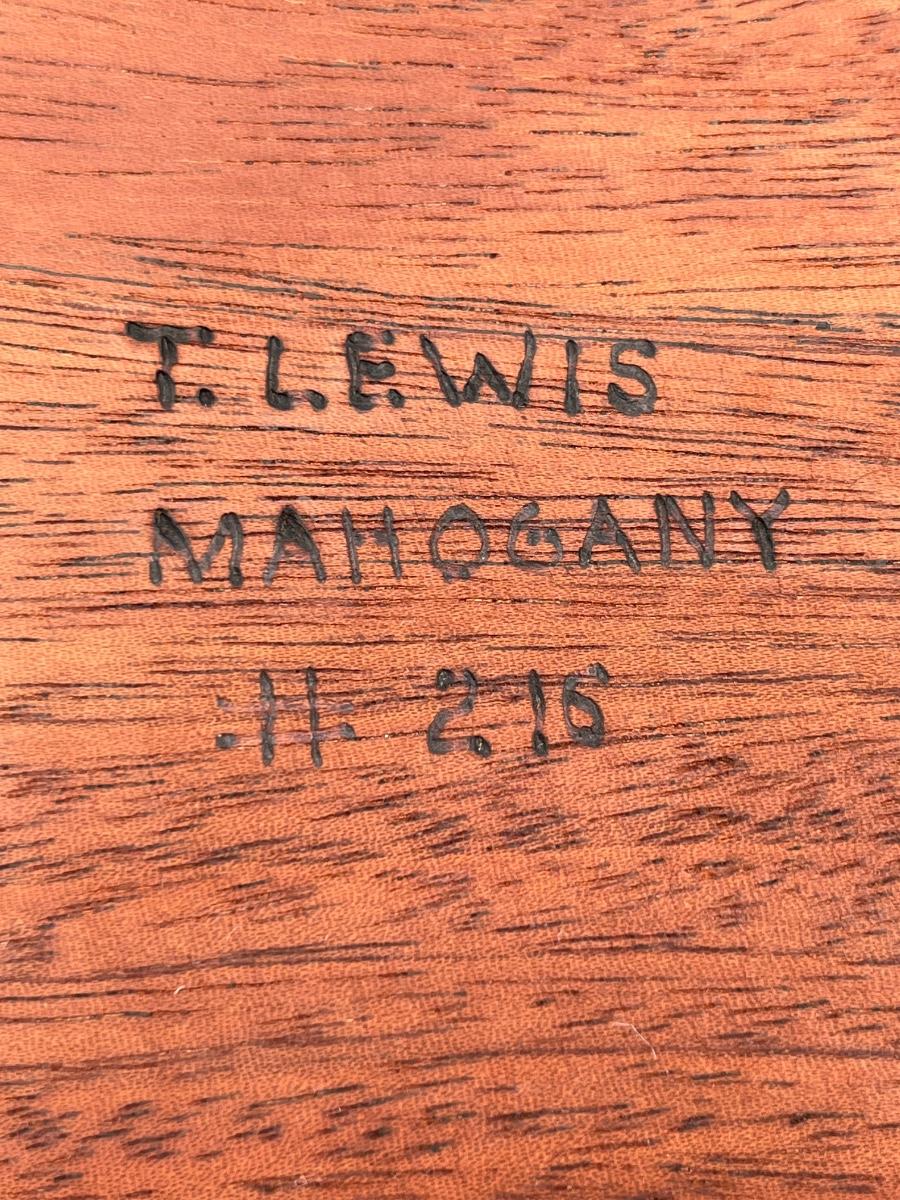 T. LEWIS
MAHOGANY
# 216